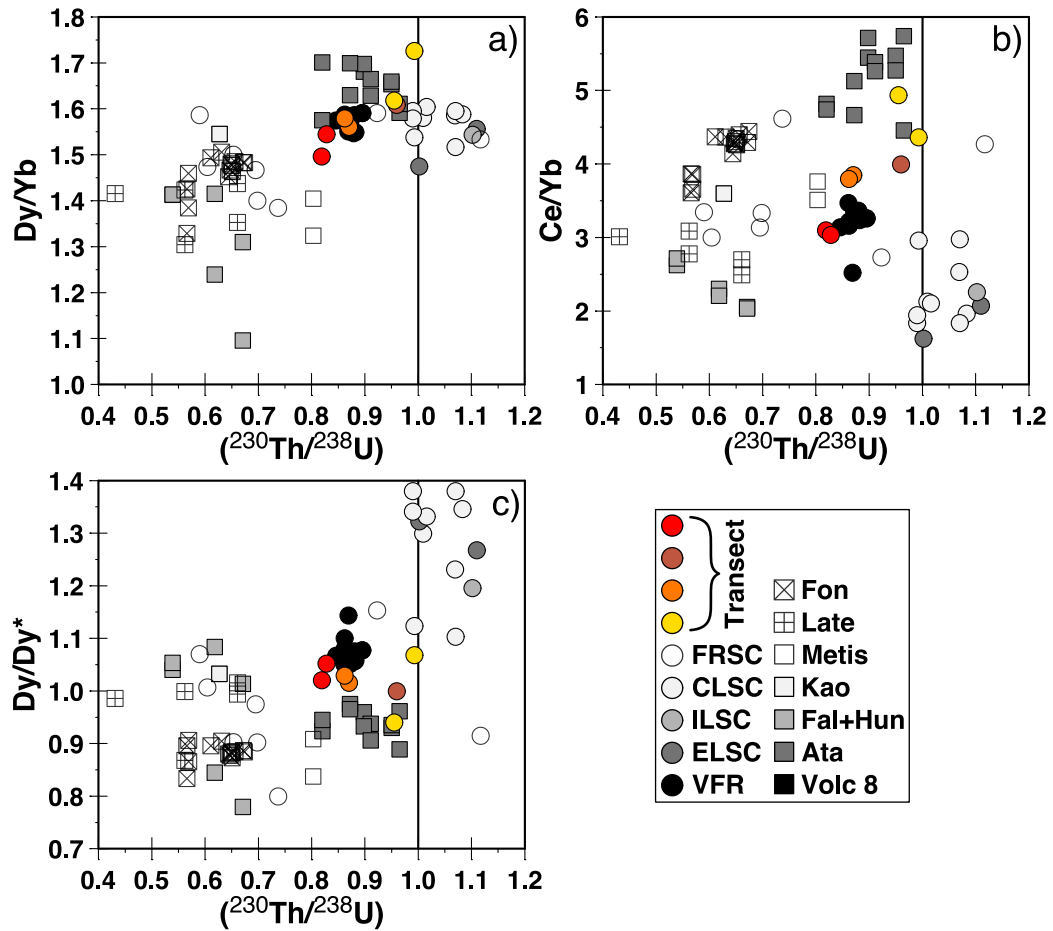 a)
1.8
1.7
1.6
1.5
1.4
1.3
1.2
1.1
1.0
Dy/Yb
0.4 0.5 0.6 0.7 0.8 0.9 1.0 1.1 1.2
(230Th/238U)
b)
6
5
4
3
2
1
Ce/Yb
0.4 0.5 0.6 0.7 0.8 0.9 1.0 1.1 1.2
(230Th/238U)
c)
1.4
1.3
1.2
1.1
1.0
0.9
0.8
0.7
Dy/Dy*
0.4 0.5 0.6 0.7 0.8 0.9 1.0 1.1 1.2
(230Th/238U)
Transect
FRSC
CLSC
ILSC
ELSC
VFR
Fon
Late
Metis
Kao
Fal+Hun
Ata
Volc 8